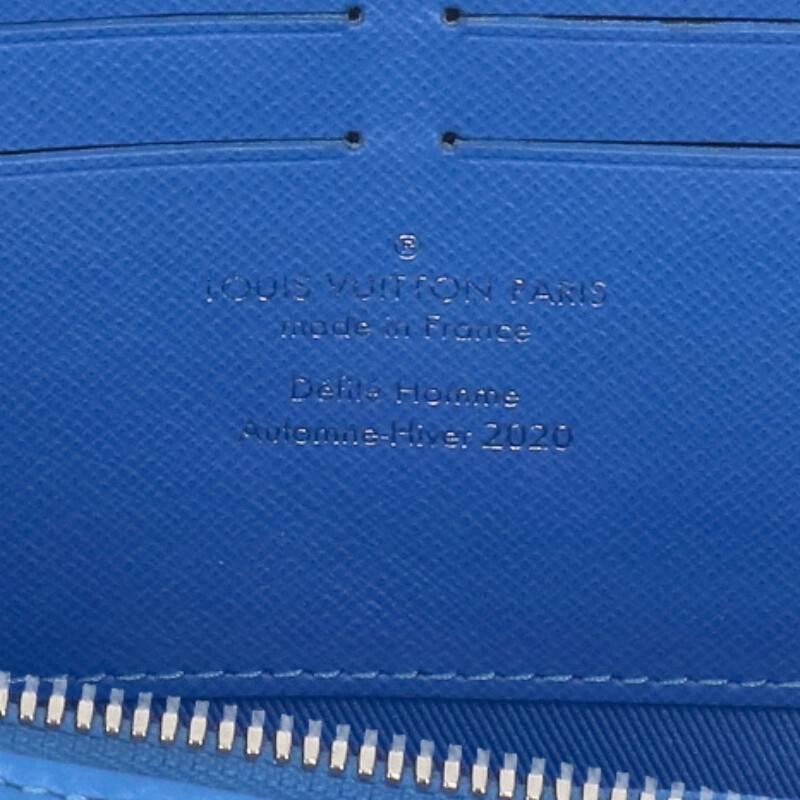 ®
LOUIS VUITTON PARIS
made in France
Défilé Homme
Automne-Hiver 2020